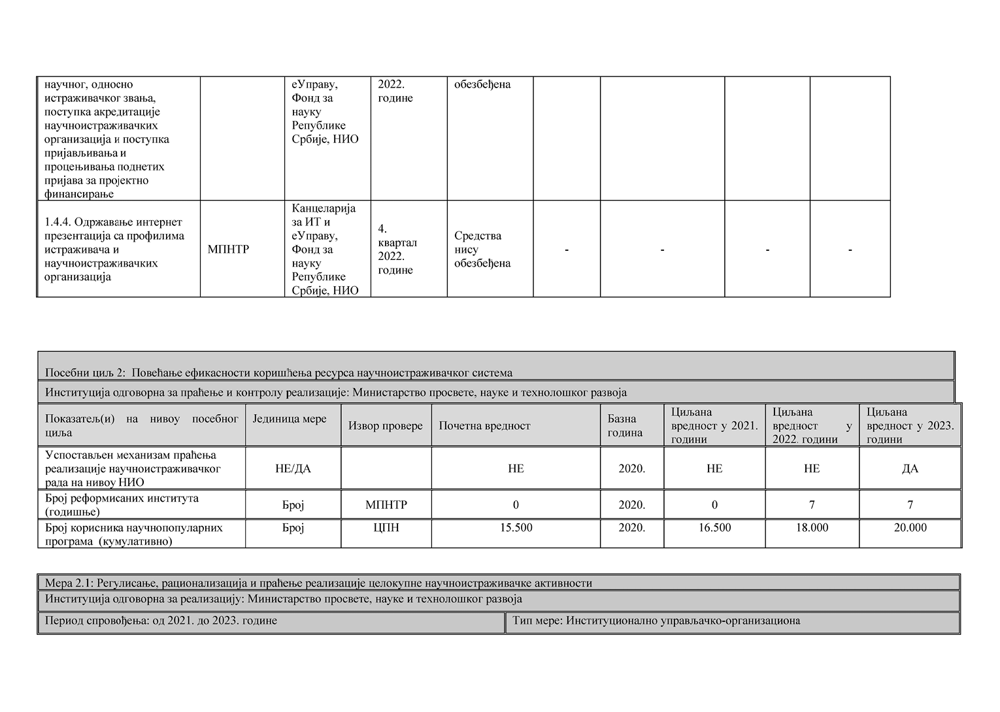 научног, односно
истраживачког звања,
поступка акредитације
научноистраживачких
организација и поступка
пријављивања и
процењивања поднетих
пријава за пројектно
финансирање
еУправу,
Фонд за
науку
Републике
Србије, НИО
2022.
године
обезбеђена
1.4.4. Одржавање интернет
презентација са профилима
истраживача и
научноистраживачких
организација
МПНТР
Канцеларија
за ИТ и
еУправу,
Фонд за
науку
Републике
Србије, НИО
4.
квартал
2022.
године
Средства
нису
обезбеђена
-
-
-
-
Посебни циљ 2: Повећање ефикасности коришћења ресурса научноистраживачког система
Институција одговорна за праћење и контролу реализације: Министарство просвете, науке и технолошког развоја
Показатељ(и) на нивоу посебног
циља
Јединица мере
Извор провере
Почетна вредност
Базна
година
Циљана
вредност у 2021.
години
Циљана
вредност у
2022. години
Циљана
вредност у 2023.
години
Успостављен механизам праћења
реализације научноистраживачког
рада на нивоу НИО
НЕ/ДА
НЕ
2020.
НЕ
НЕ
ДА
Број реформисаних института
(годишње)
Број
МПНТР
0
2020.
0
7
7
Број корисника научнопопуларних
програма (кумулативно)
Број
ЦПН
15.500
2020.
16.500
18.000
20.000
Мера 2.1: Регулисање, рационализација и праћење реализације целокупне научноистраживачке активности
Институција одговорна за реализацију: Министарство просвете, науке и технолошког развоја
Период спровођења: од 2021. до 2023. године
Тип мере: Институционално управљачко-организациона